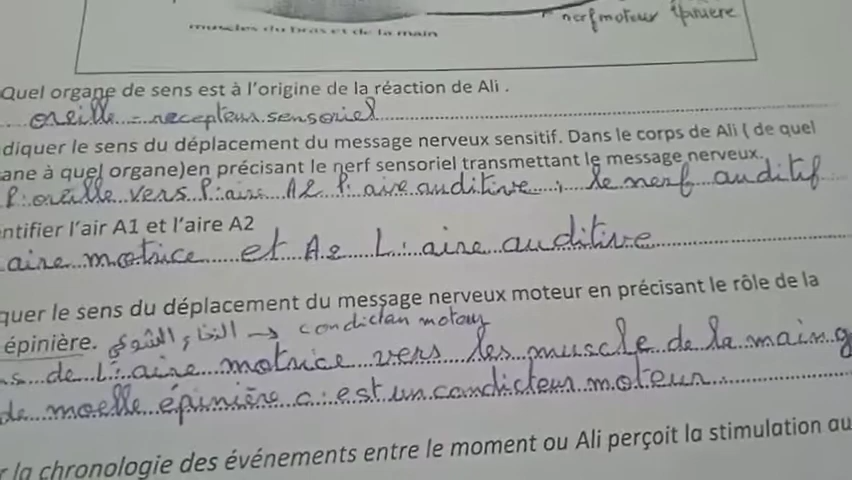 nerf moteur épinière
muscles du bras et de la main
Quel organe de sens est à l'origine de la réaction de Ali .
oreille = recepteur sensoriel
diquer le sens du déplacement du message nerveux sensitif. Dans le corps de Ali ( de quel
ane à quel organe)en précisant le nerf sensoriel transmettant le message nerveux.
l'oreille vers l'aire A2 l'aire auditive ; le nerf auditif
ntifier l'air A1 et l'aire A2
aire motrice et A2 L'aire auditive
quer le sens du déplacement du message nerveux moteur en précisant le rôle de la
épinière. النخاع الشوكي → condictan moteur
de L'aire motrice vers les muscle de la main
de moelle épinière c'est un condicteur moteur
r la chronologie des événements entre le moment ou Ali perçoit la stimulation au